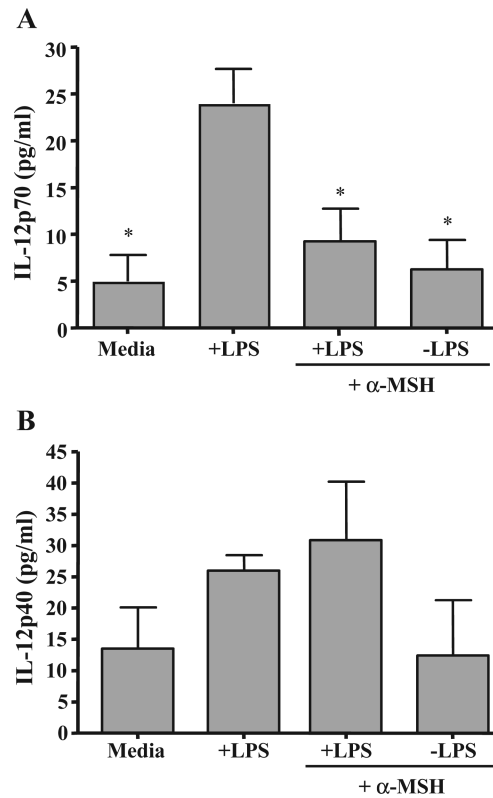 A
IL-12p70 (pg/ml)
30
25
20
15
10
5
0
*
*
*
Media
+LPS
+LPS
-LPS
+ α-MSH
B
IL-12p40 (pg/ml)
45
40
35
30
25
20
15
10
5
0
Media
+LPS
+LPS
-LPS
+ α-MSH